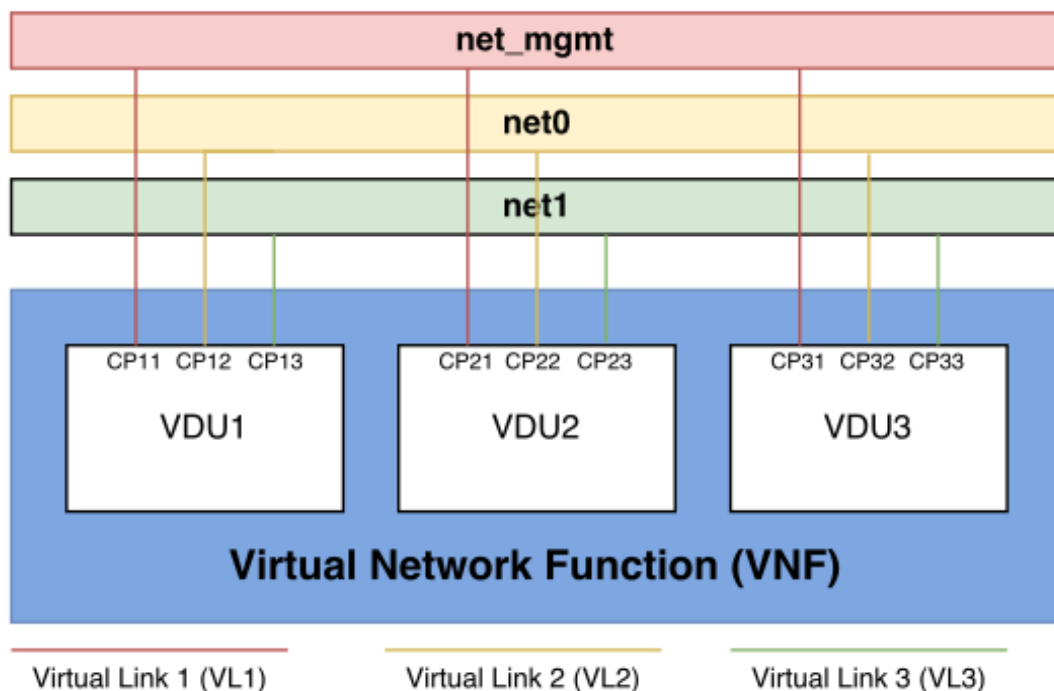 net_mgmt
net0
net1
CP11 CP12 CP13 CP21 CP22 CP23 CP31 CP32 CP33
VDU1 VDU2 VDU3
Virtual Network Function (VNF)
Virtual Link 1 (VL1) Virtual Link 2 (VL2) Virtual Link 3 (VL3)